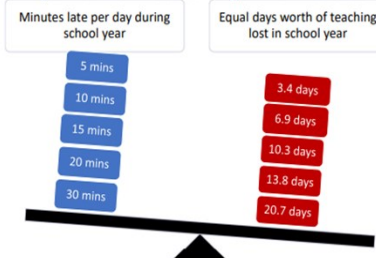 Minutes late per day during
school year
Equal days worth of teaching
lost in school year
5 mins
10 mins
15 mins
20 mins
30 mins
3.4 days
6.9 days
10.3 days
13.8 days
20.7 days